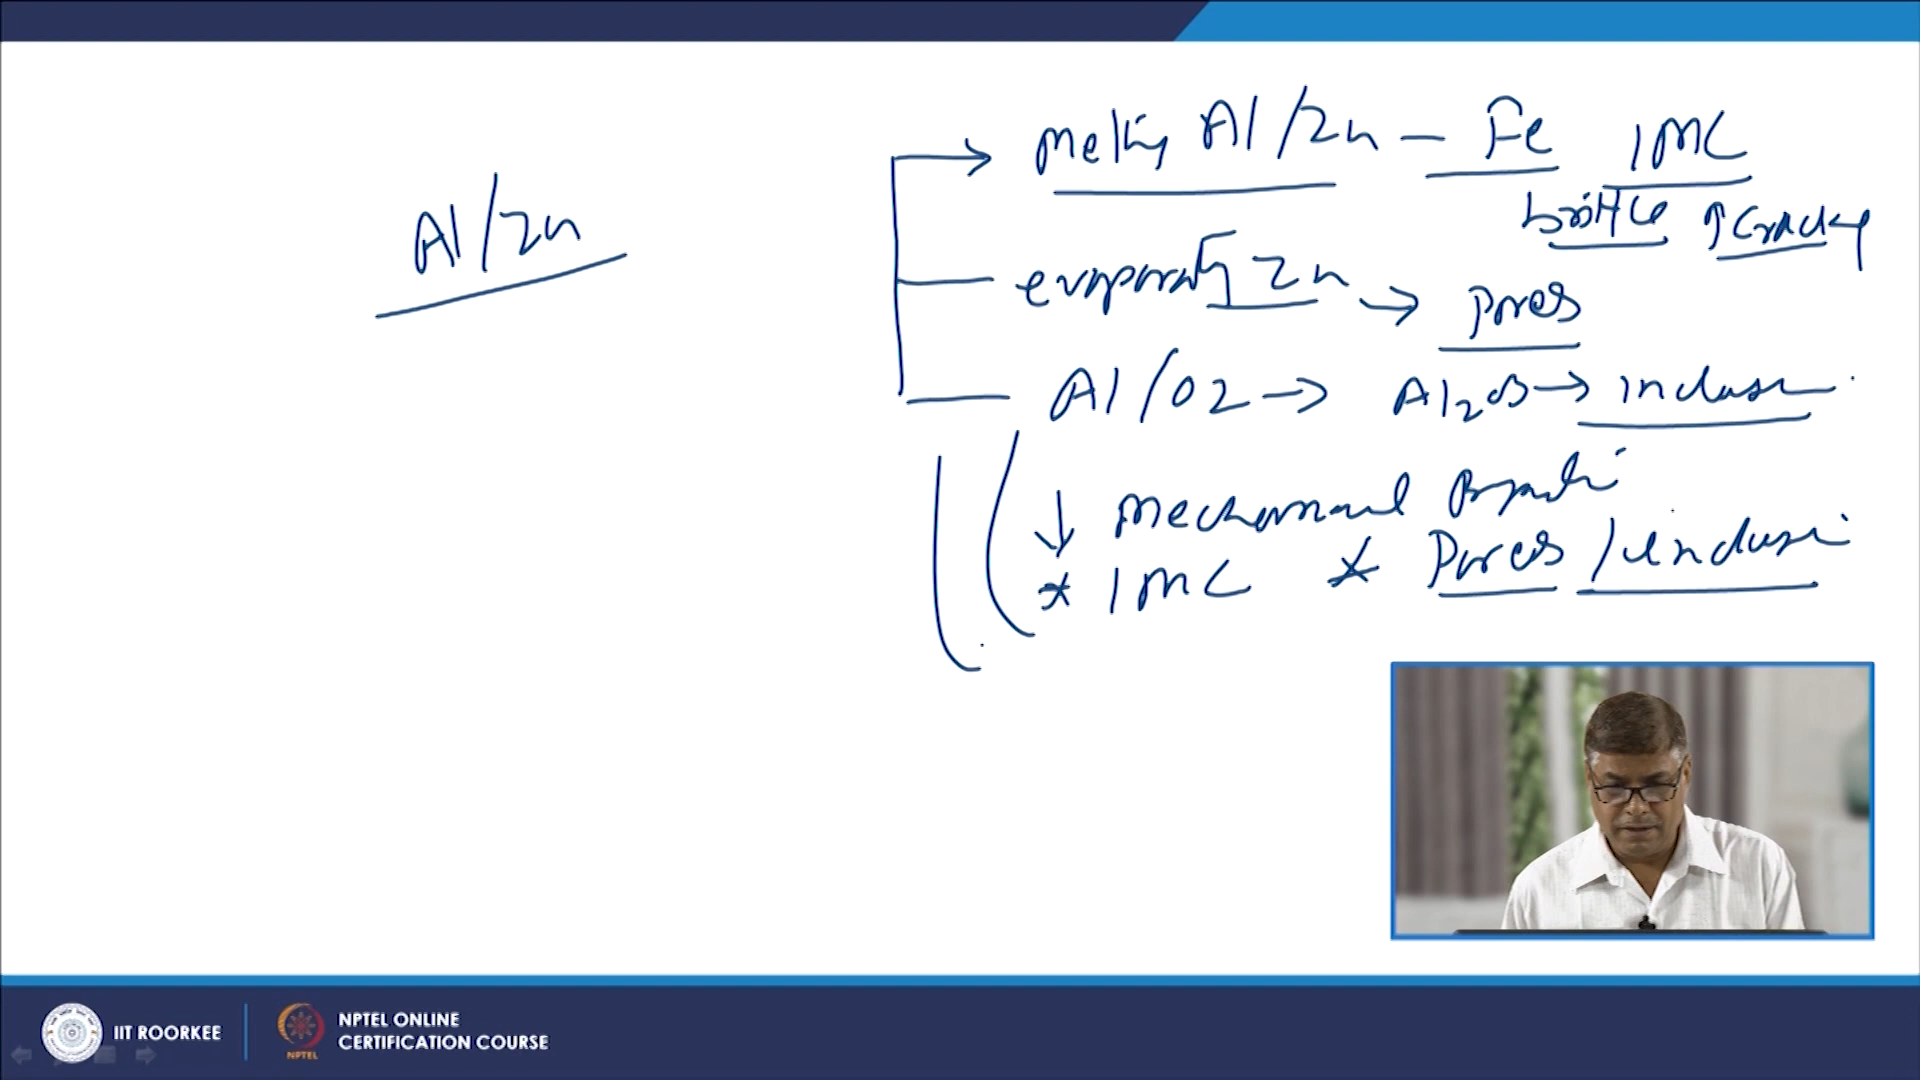 Al/Zn
→ Melting Al/Zn — Fe IMC
brittle ↑ Cracking
evaporating Zn → Pores
Al/O2 → Al2O3 → inclusion
↓ Mechanical Properties
* IMC * Pores / inclusion
IIT ROORKEE
NPTEL
NPTEL ONLINE
CERTIFICATION COURSE